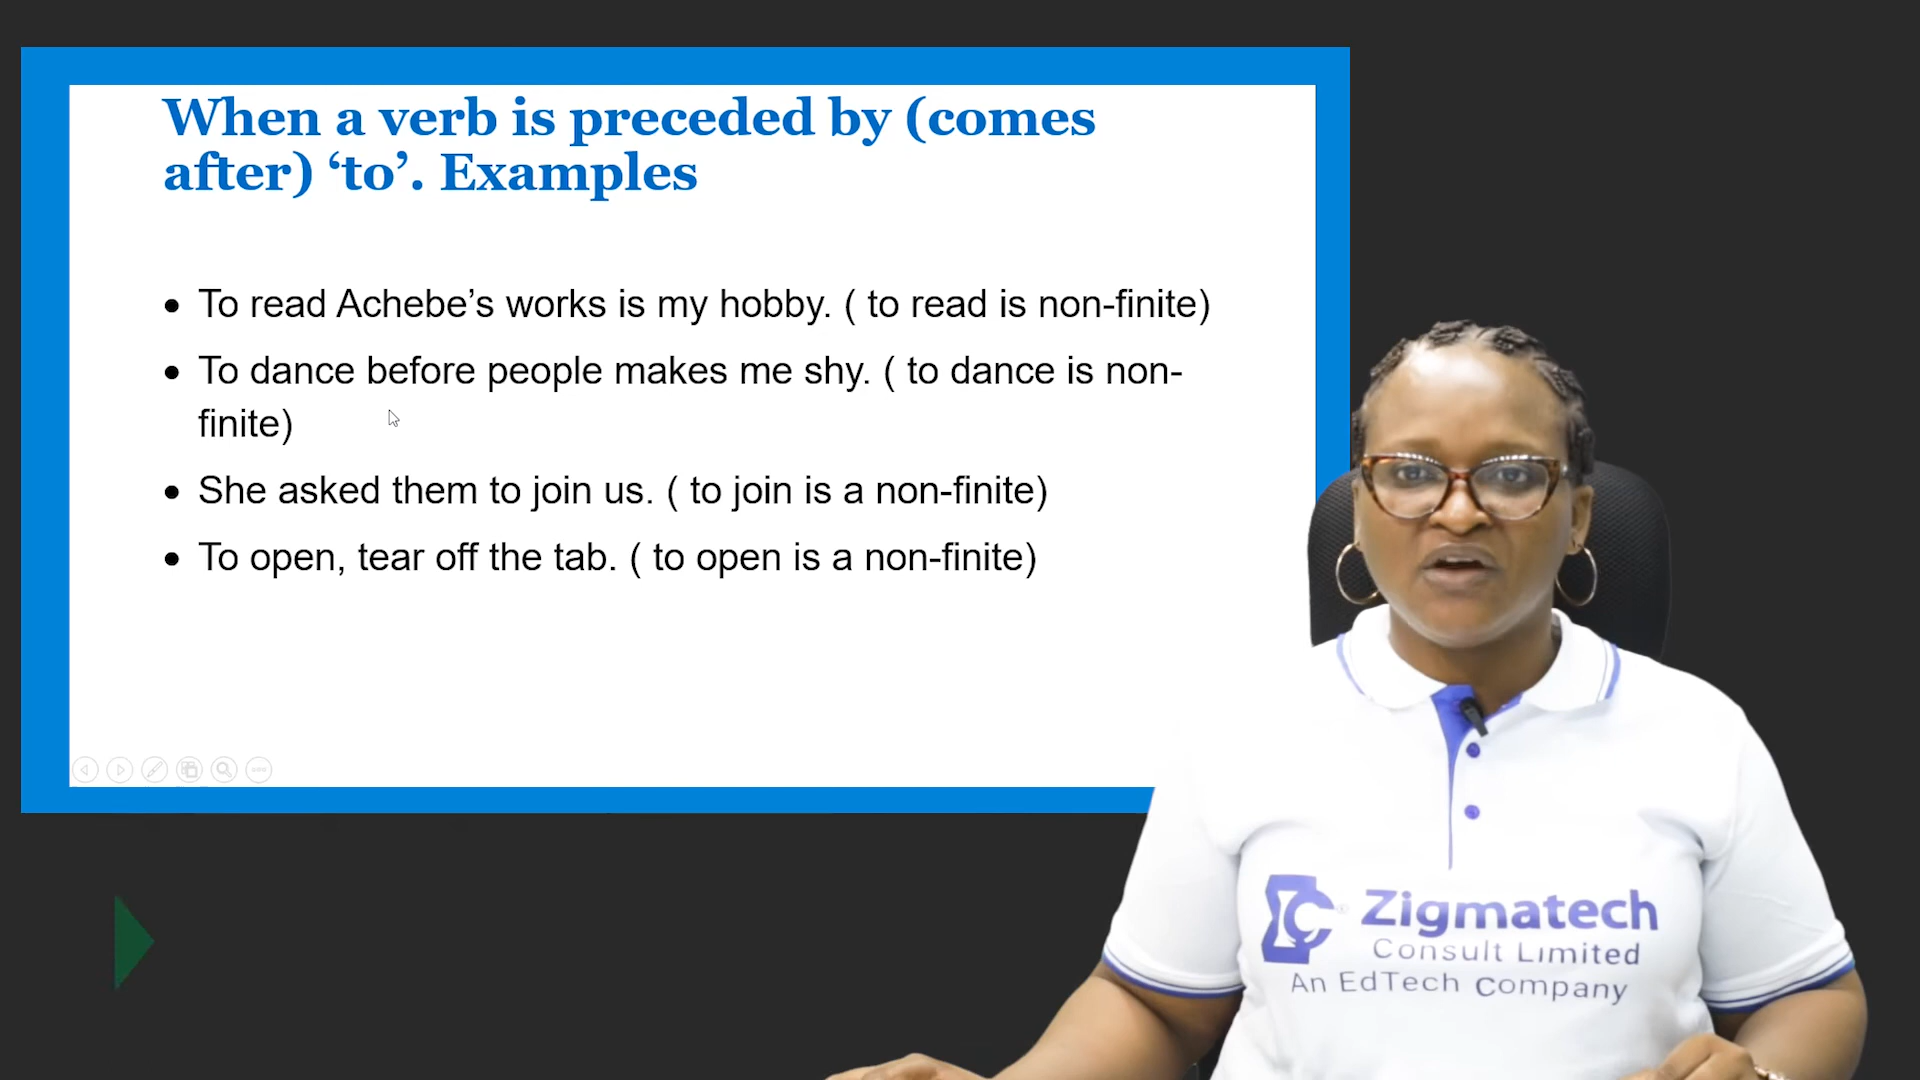 When a verb is preceded by (comes
after) ‘to’. Examples
• To read Achebe’s works is my hobby. ( to read is non-finite)
• To dance before people makes me shy. ( to dance is non-
finite)
• She asked them to join us. ( to join is a non-finite)
• To open, tear off the tab. ( to open is a non-finite)
Zigmatech
Consult Limited
An EdTech Company